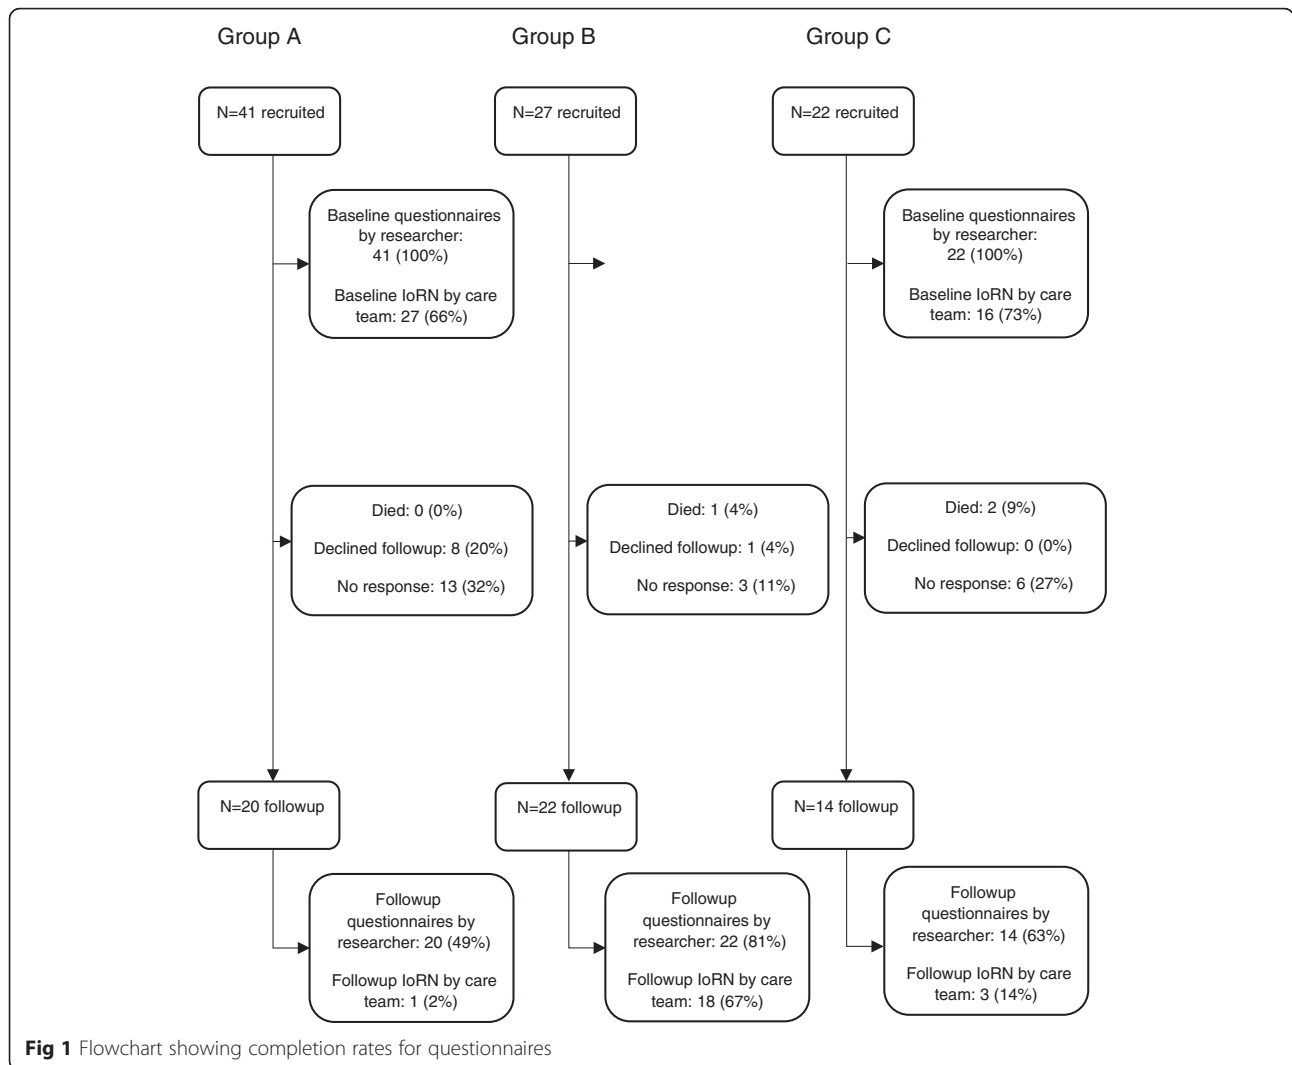 Group A
Group B
Group C
N=41 recruited
N=27 recruited
N=22 recruited
Baseline questionnaires
by researcher:
41 (100%)
Baseline IoRN by care
team: 27 (66%)
Baseline questionnaires
by researcher:
22 (100%)
Baseline IoRN by care
team: 16 (73%)
Died: 0 (0%)
Declined followup: 8 (20%)
No response: 13 (32%)
Died: 1 (4%)
Declined followup: 1 (4%)
No response: 3 (11%)
Died: 2 (9%)
Declined followup: 0 (0%)
No response: 6 (27%)
N=20 followup
N=22 followup
N=14 followup
Followup
questionnaires by
researcher: 20 (49%)
Followup IoRN by care
team: 1 (2%)
Followup
questionnaires by
researcher: 22 (81%)
Followup IoRN by care
team: 18 (67%)
Followup
questionnaires by
researcher: 14 (63%)
Followup IoRN by care
team: 3 (14%)
Fig 1 Flowchart showing completion rates for questionnaires